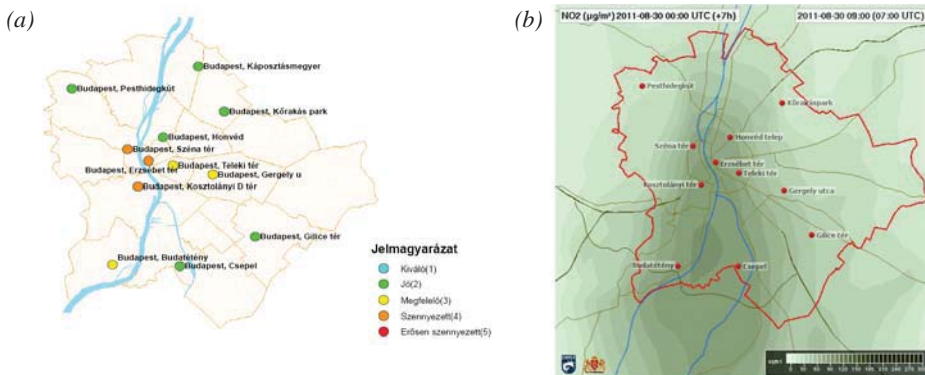 (a)
Budapest, Káposztásmegyer
Budapest, Pesthidegkút
Budapest, Kőrakás park
Budapest, Honvéd
Budapest, Széna tér
Budapest, Erzsébet tér
Budapest, Teleki tér
Budapest, Gergely u
Budapest, Kosztolányi D tér
Budapest, Gilice tér
Budapest, Budatétény
Budapest, Csepel
Jelmagyarázat
Kiváló(1)
Jó(2)
Megfelelő(3)
Szennyezett(4)
Erősen szennyezett(5)
(b)
NO2 (µg/m³) 2011-08-30 00:00 UTC (+7h)
2011-08-30 09:00 (07:00 UTC)
Pesthidegkút
Kőrakáspark
Honvéd telep
Széna tér
Erzsébet tér
Teleki tér
Kosztolányi tér
Gergely utca
Gilice tér
Budatétény
Csepel